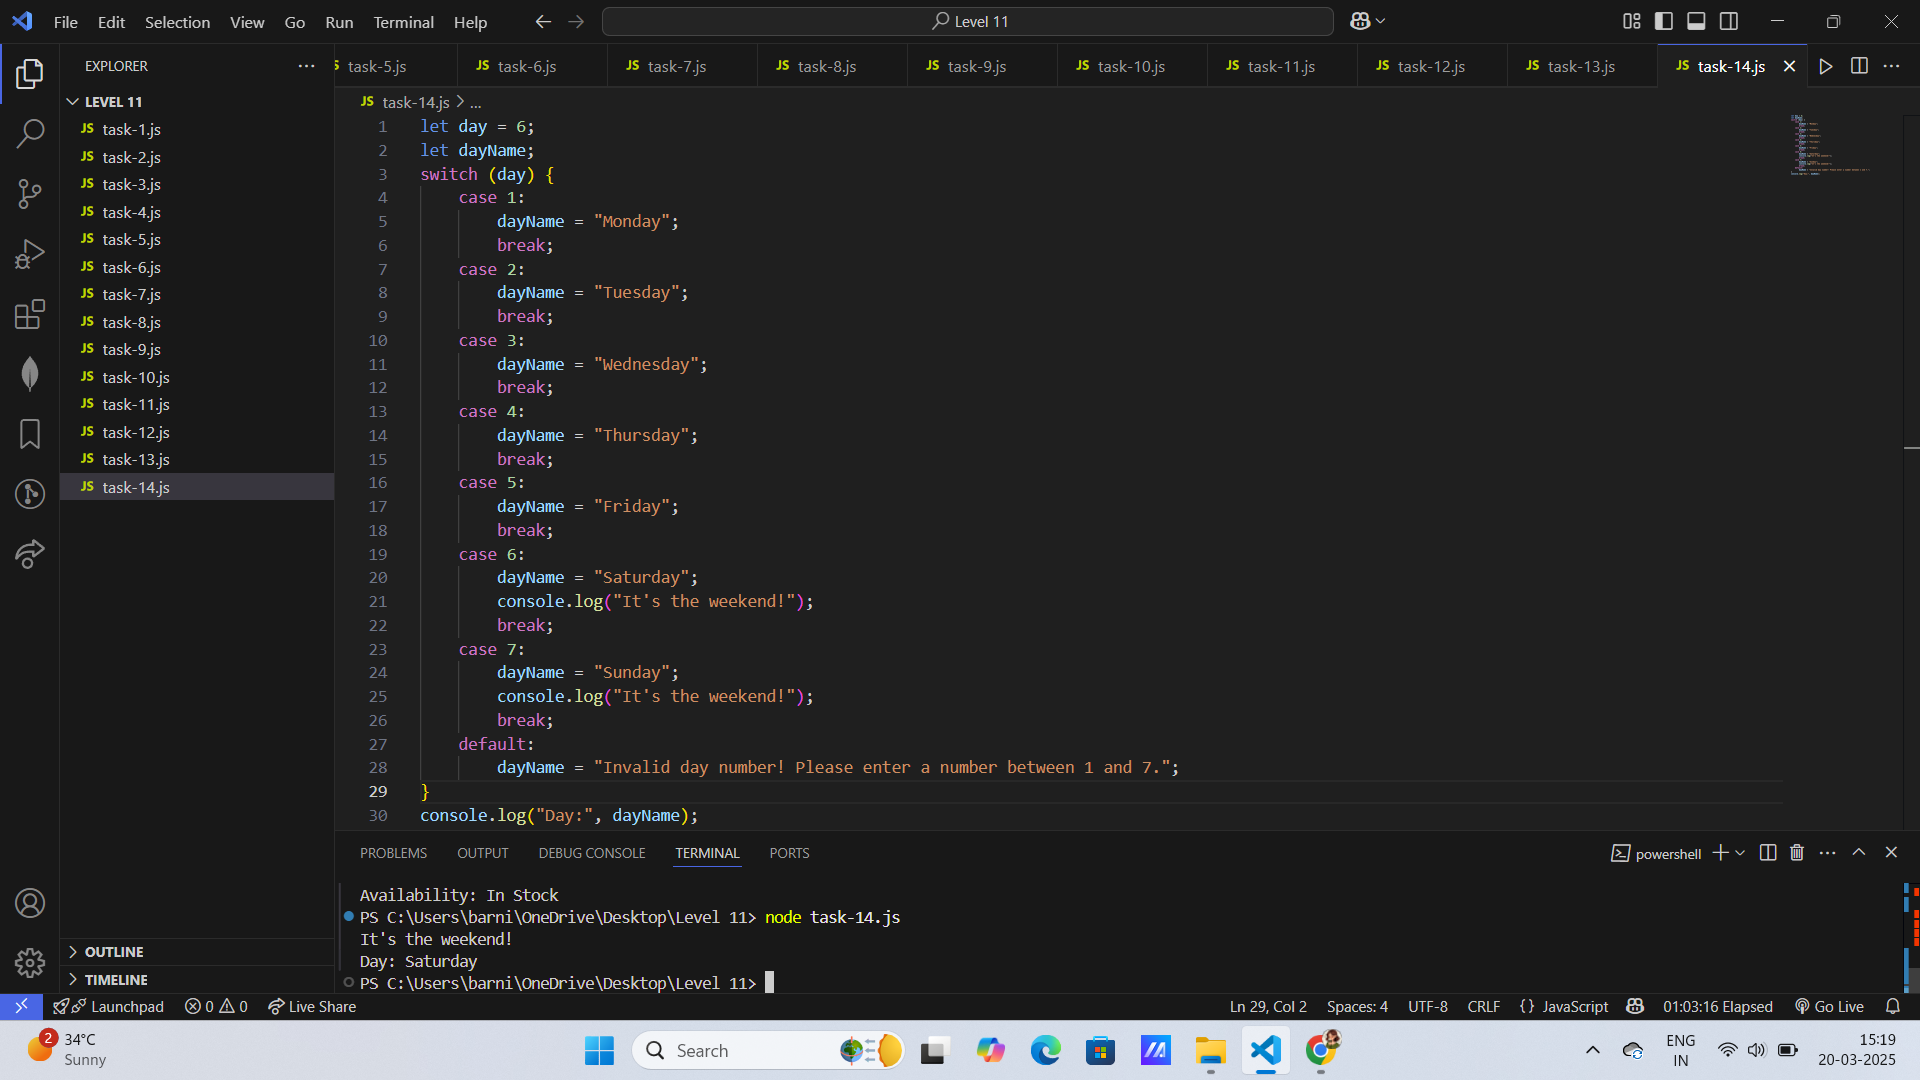 File Edit Selection View Go Run Terminal Help
Level 11
EXPLORER
LEVEL 11
JS task-1.js
JS task-2.js
JS task-3.js
JS task-4.js
JS task-5.js
JS task-6.js
JS task-7.js
JS task-8.js
JS task-9.js
JS task-10.js
JS task-11.js
JS task-12.js
JS task-13.js
JS task-14.js
OUTLINE
TIMELINE
task-5.js JS task-6.js JS task-7.js JS task-8.js JS task-9.js JS task-10.js JS task-11.js JS task-12.js JS task-13.js JS task-14.js
JS task-14.js > ...
1 let day = 6;
2 let dayName;
3 switch (day) {
4     case 1:
5         dayName = "Monday";
6         break;
7     case 2:
8         dayName = "Tuesday";
9         break;
10     case 3:
11         dayName = "Wednesday";
12         break;
13     case 4:
14         dayName = "Thursday";
15         break;
16     case 5:
17         dayName = "Friday";
18         break;
19     case 6:
20         dayName = "Saturday";
21         console.log("It's the weekend!");
22         break;
23     case 7:
24         dayName = "Sunday";
25         console.log("It's the weekend!");
26         break;
27     default:
28         dayName = "Invalid day number! Please enter a number between 1 and 7.";
29 }
30 console.log("Day:", dayName);
PROBLEMS OUTPUT DEBUG CONSOLE TERMINAL PORTS
powershell
Availability: In Stock
PS C:\Users\barni\OneDrive\Desktop\Level 11> node task-14.js
It's the weekend!
Day: Saturday
PS C:\Users\barni\OneDrive\Desktop\Level 11>
Launchpad 0 0 Live Share
Ln 29, Col 2 Spaces: 4 UTF-8 CRLF {} JavaScript 01:03:16 Elapsed Go Live
2 34°C
Sunny
Search
ENG
IN
15:19
20-03-2025